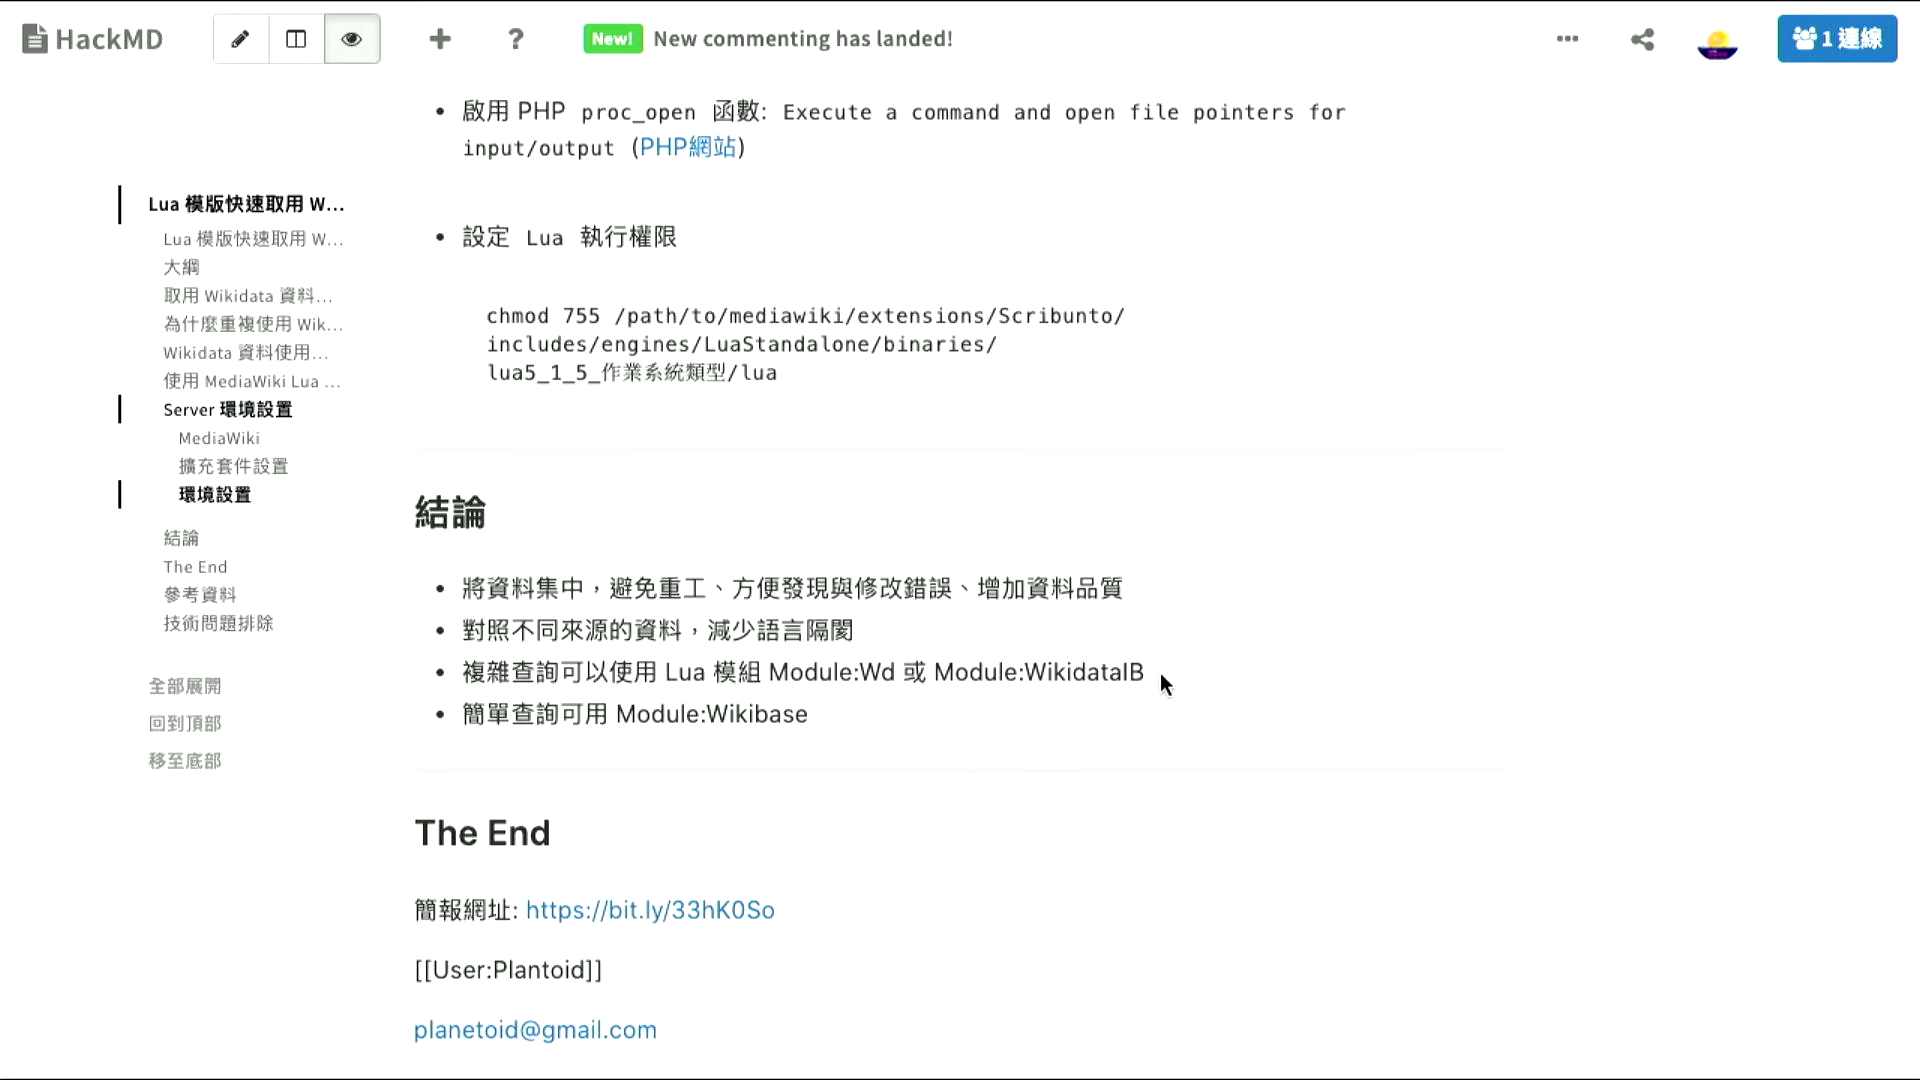 HackMD
New! New commenting has landed!
1 連線
啟用 PHP proc_open 函數: Execute a command and open file pointers for
input/output (PHP網站)
設定 Lua 執行權限
chmod 755 /path/to/mediawiki/extensions/Scribunto/
includes/engines/LuaStandalone/binaries/
lua5_1_5_作業系統類型/lua
Lua 模版快速取用 W...
Lua 模版快速取用 W...
大綱
取用 Wikidata 資料...
為什麼重複使用 Wik...
Wikidata 資料使用...
使用 MediaWiki Lua ...
Server 環境設置
MediaWiki
擴充套件設置
環境設置
結論
The End
參考資料
技術問題排除
全部展開
回到頂部
移至底部
結論
將資料集中，避免重工、方便發現與修改錯誤、增加資料品質
對照不同來源的資料，減少語言隔閡
複雜查詢可以使用 Lua 模組 Module:Wd 或 Module:WikidataIB
簡單查詢可用 Module:Wikibase
The End
簡報網址: https://bit.ly/33hK0So
[[User:Plantoid]]
planetoid@gmail.com